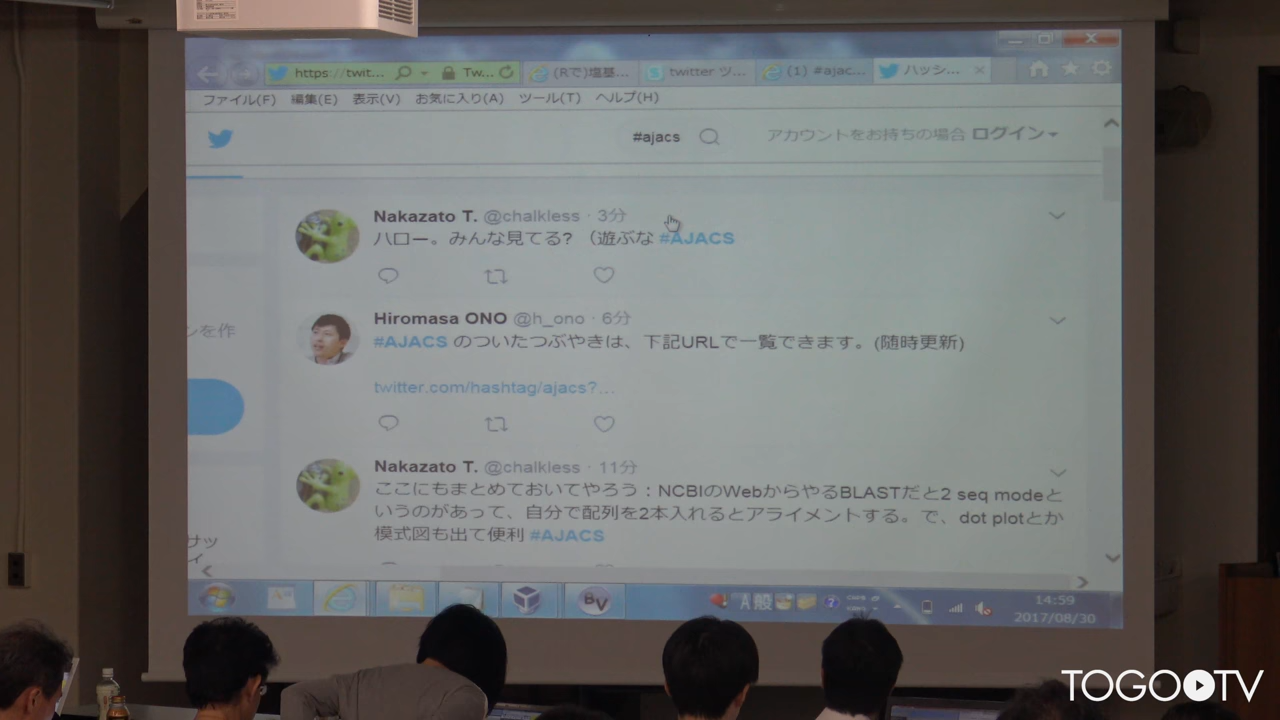 https://twit...
Tw...
(Rで)塩基...
twitter ツ...
(1) #ajac...
ハッシ...
ファイル(F) 編集(E) 表示(V) お気に入り(A) ツール(T) ヘルプ(H)
#ajacs
アカウントをお持ちの場合 ログイン
Nakazato T. @chalkless · 3分
ハロー。みんな見てる? (遊ぶな #AJACS
ンを作
Hiromasa ONO @h_ono · 6分
#AJACS のついたつぶやきは、下記URLで一覧できます。(随時更新)
twitter.com/hashtag/ajacs?...
Nakazato T. @chalkless · 11分
ここにもまとめておいてやろう：NCBIのWebからやるBLASTだと2 seq modeと
いうのがあって、自分で配列を2本入れるとアライメントする。で、dot plotとか
模式図も出て便利 #AJACS
サッ
ィ
BV
A 般
14:59
2017/08/30
TOGO TV